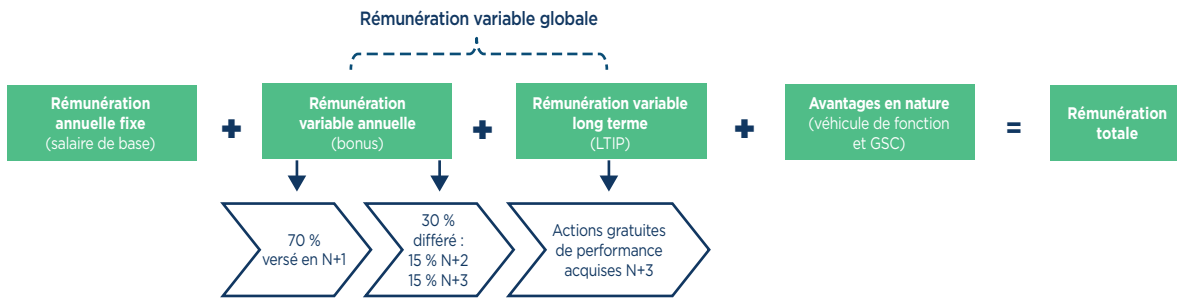 Rémunération variable globale
Rémunération
annuelle fixe
(salaire de base)
+
Rémunération
variable annuelle
(bonus)
+
Rémunération variable
long terme
(LTIP)
+
Avantages en nature
(véhicule de fonction
et GSC)
=
Rémunération
totale
70 %
versé en N+1
30 %
différé :
15 % N+2
15 % N+3
Actions gratuites
de performance
acquises N+3